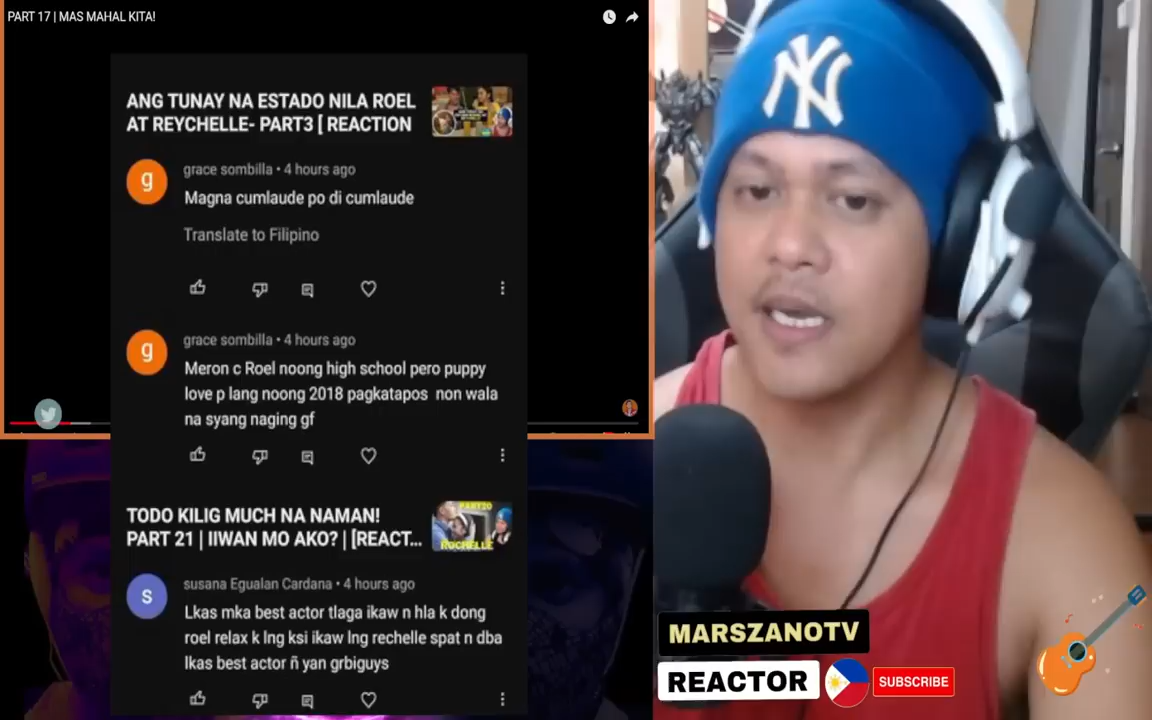 PART 17 | MAS MAHAL KITA!
ANG TUNAY NA ESTADO NILA ROEL
AT REYCHELLE- PART3 [ REACTION
g
grace sombilla • 4 hours ago
Magna cumlaude po di cumlaude
Translate to Filipino
g
grace sombilla • 4 hours ago
Meron c Roel noong high school pero puppy
love p lang noong 2018 pagkatapos non wala
na syang naging gf
TODO KILIG MUCH NA NAMAN!
PART 21 | IIWAN MO AKO? | [REACT...
PART20
ROCHELLE
s
susana Egualan Cardana • 4 hours ago
Lkas mka best actor tlaga ikaw n hla k dong
roel relax k lng ksi ikaw lng rechelle spat n dba
lkas best actor ñ yan grbiguys
NY
MARSZANOTV
REACTOR
SUBSCRIBE